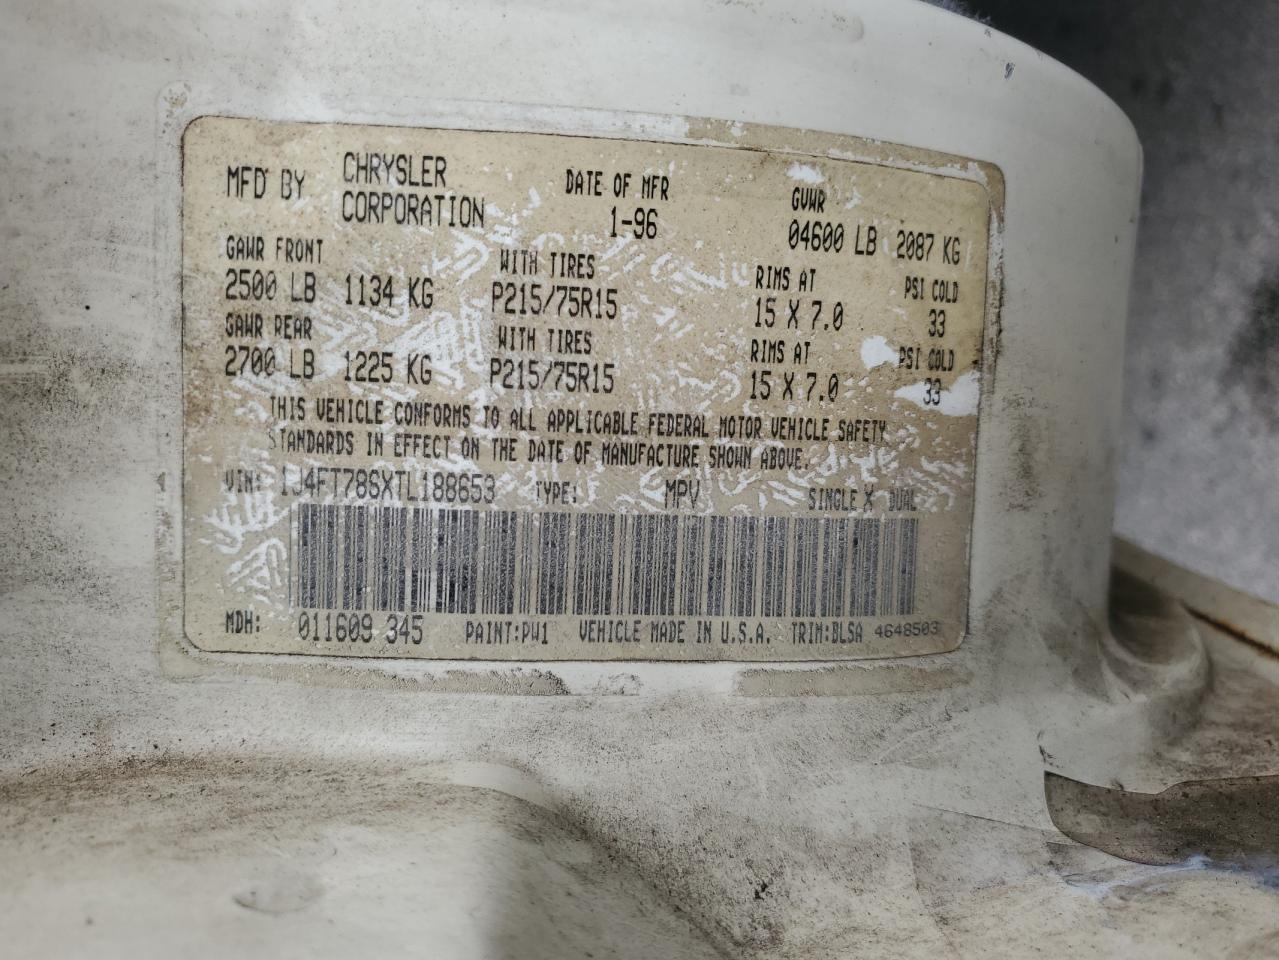 MFD BY CHRYSLER CORPORATION DATE OF MFR 1-96 GVWR 04600 LB 2087 KG
GAWR FRONT WITH TIRES RIMS AT PSI COLD
2500 LB 1134 KG P215/75R15 15 X 7.0 33
GAWR REAR WITH TIRES RIMS AT PSI COLD
2700 LB 1225 KG P215/75R15 15 X 7.0 33
THIS VEHICLE CONFORMS TO ALL APPLICABLE FEDERAL MOTOR VEHICLE SAFETY
STANDARDS IN EFFECT ON THE DATE OF MANUFACTURE SHOWN ABOVE.
VIN: 1J4FT78SXTL188653 TYPE: MPV SINGLE X DUAL
MDH: 011609 345 PAINT:PW1 VEHICLE MADE IN U.S.A. TRIM:BLSA 4648503